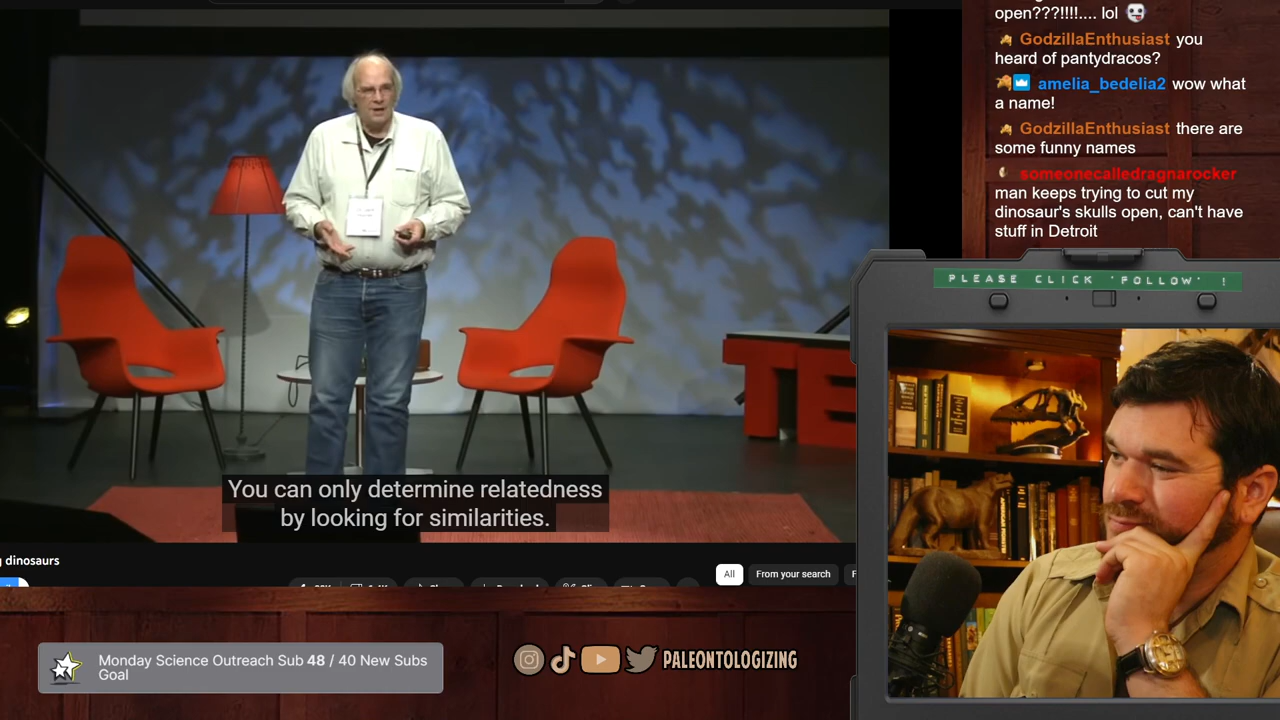 open???!!!!.... lol
GodzillaEnthusiast you
heard of pantydracos?
amelia_bedelia2 wow what
a name!
GodzillaEnthusiast there are
some funny names
someonecalledragnarocker
man keeps trying to cut my
dinosaur's skulls open, can't have
stuff in Detroit
PLEASE CLICK 'FOLLOW' !
You can only determine relatedness
by looking for similarities.
g dinosaurs
All
From your search
F
Monday Science Outreach Sub 48 / 40 New Subs
Goal
PALEONTOLOGIZING
TE